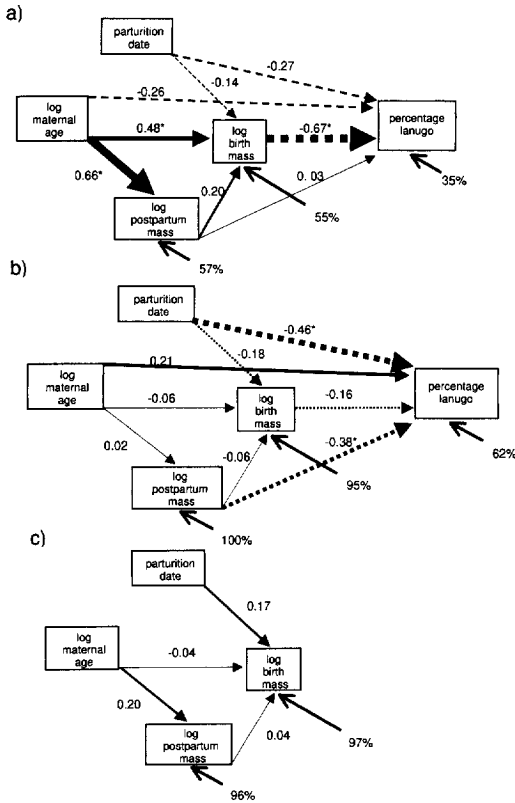 a)
parturition
date
-0.27
-0.14
-0.26
log
maternal
age
percentage
lanugo
0.48*
log
birth
mass
-0.67*
0.66*
0.20
0.03
35%
log
postpartum
mass
55%
57%
b)
parturition
date
-0.46*
-0.18
0.21
log
maternal
age
-0.06
log
birth
mass
-0.16
percentage
lanugo
0.02
-0.06
-0.38*
62%
log
postpartum
mass
95%
100%
c)
parturition
date
0.17
log
maternal
age
-0.04
log
birth
mass
0.20
0.04
log
postpartum
mass
97%
96%